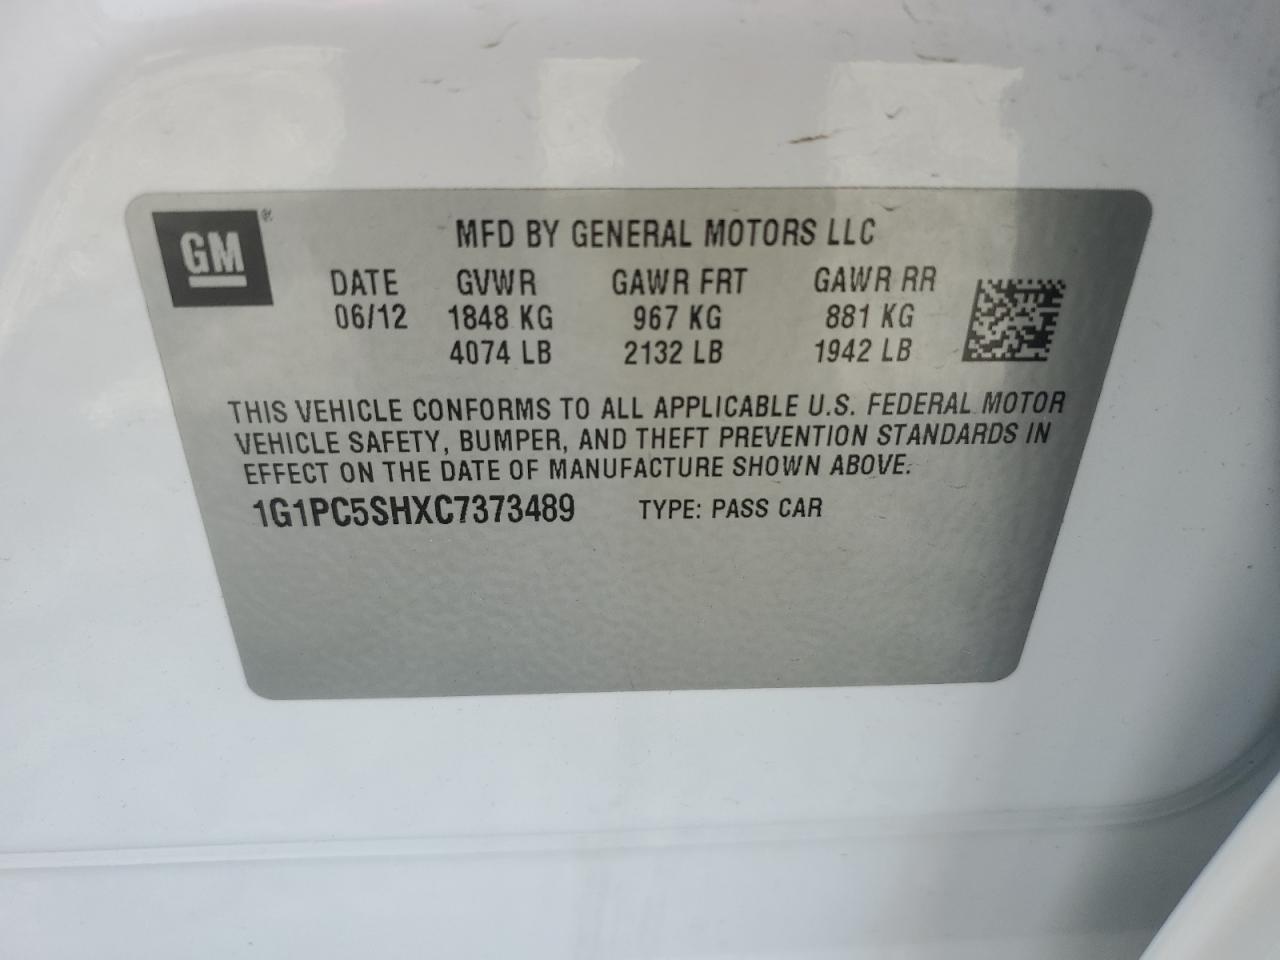 GM®
MFD BY GENERAL MOTORS LLC
DATE GVWR GAWR FRT GAWR RR
06/12 1848 KG 967 KG 881 KG
4074 LB 2132 LB 1942 LB
THIS VEHICLE CONFORMS TO ALL APPLICABLE U.S. FEDERAL MOTOR
VEHICLE SAFETY, BUMPER, AND THEFT PREVENTION STANDARDS IN
EFFECT ON THE DATE OF MANUFACTURE SHOWN ABOVE.
1G1PC5SHXC7373489 TYPE: PASS CAR